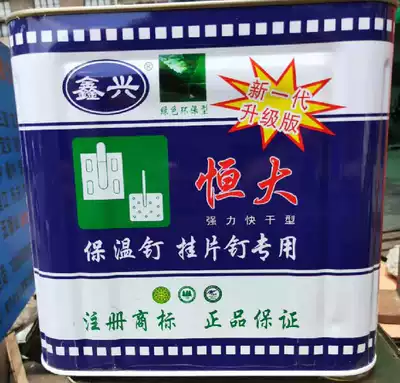 鑫兴
®
绿色环保型
新一代
升级版
恒大
强力快干型
保温钉 挂片钉专用
注册商标 正品保证